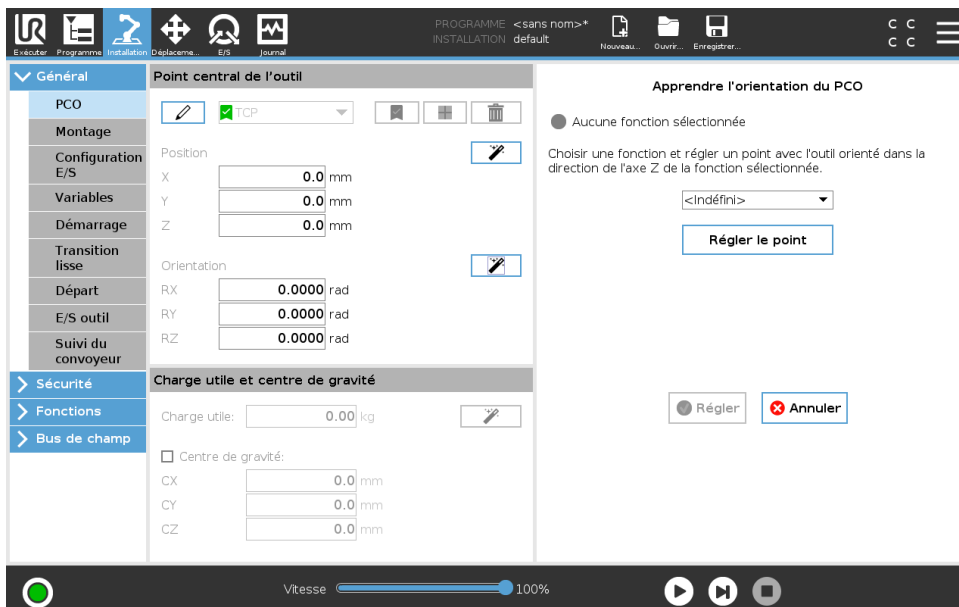 UR
PROGRAMME <sans nom>*
INSTALLATION default
Exécuter Programme Installation Déplaceme... E/S Journal
Nouveau... Ouvrir... Enregistrer...
C C
C C
Général
PCO
Montage
Configuration
E/S
Variables
Démarrage
Transition
lisse
Départ
E/S outil
Suivi du
convoyeur
Sécurité
Fonctions
Bus de champ
Point central de l'outil
TCP
Position
X 0.0 mm
Y 0.0 mm
Z 0.0 mm
Orientation
RX 0.0000 rad
RY 0.0000 rad
RZ 0.0000 rad
Charge utile et centre de gravité
Charge utile: 0.00 kg
Centre de gravité:
CX 0.0 mm
CY 0.0 mm
CZ 0.0 mm
Apprendre l'orientation du PCO
Aucune fonction sélectionnée
Choisir une fonction et régler un point avec l'outil orienté dans la
direction de l'axe Z de la fonction sélectionnée.
<Indéfini>
Régler le point
Régler Annuler
Vitesse 100%